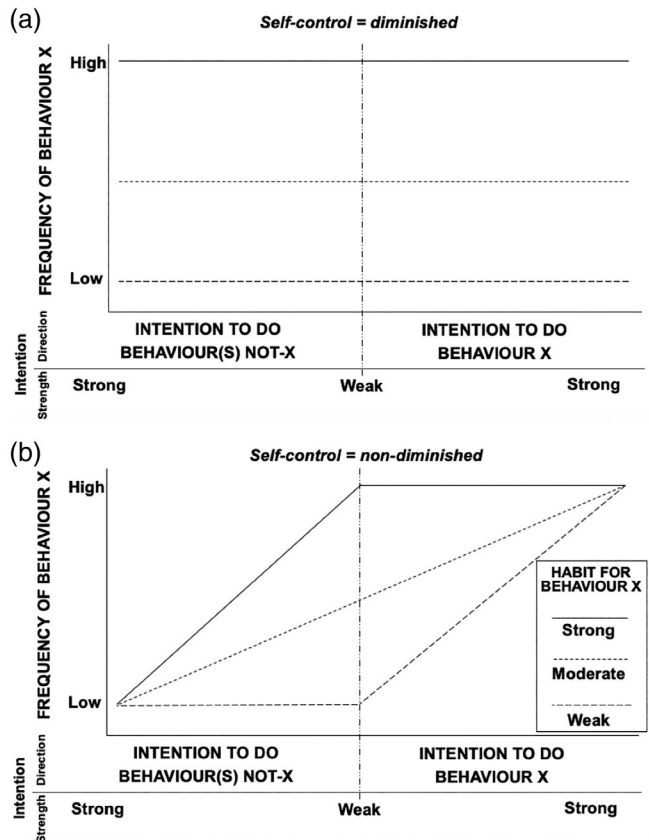 (a)
Self-control = diminished
FREQUENCY OF BEHAVIOUR X
High
Low
Intention
Direction
INTENTION TO DO
BEHAVIOUR(S) NOT-X
INTENTION TO DO
BEHAVIOUR X
Strength
Strong
Weak
Strong
(b)
Self-control = non-diminished
FREQUENCY OF BEHAVIOUR X
High
Low
HABIT FOR
BEHAVIOUR X
Strong
Moderate
Weak
Intention
Direction
INTENTION TO DO
BEHAVIOUR(S) NOT-X
INTENTION TO DO
BEHAVIOUR X
Strength
Strong
Weak
Strong